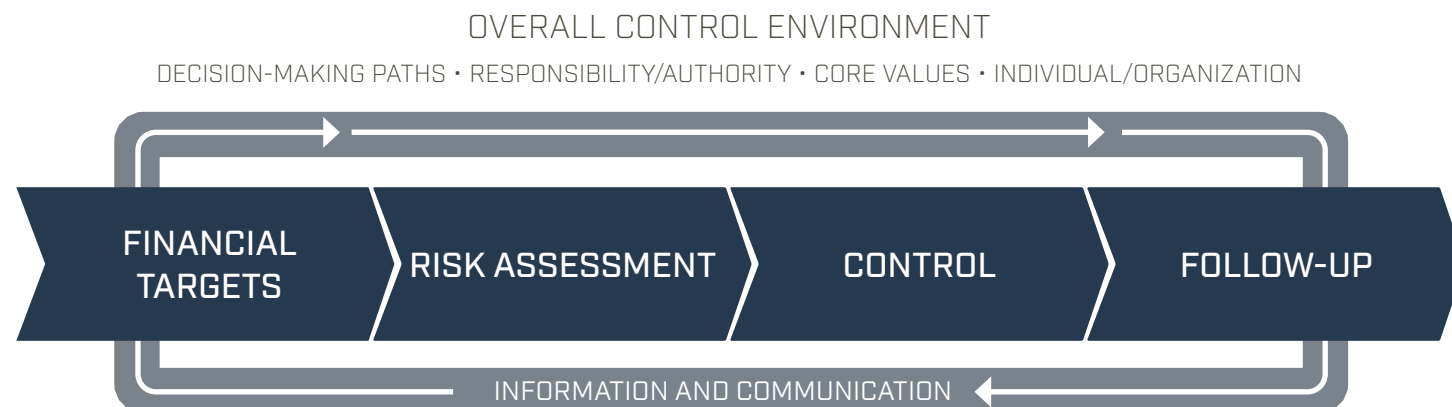 OVERALL CONTROL ENVIRONMENT
DECISION-MAKING PATHS • RESPONSIBILITY/AUTHORITY • CORE VALUES • INDIVIDUAL/ORGANIZATION
FINANCIAL
TARGETS
RISK ASSESSMENT
CONTROL
FOLLOW-UP
INFORMATION AND COMMUNICATION